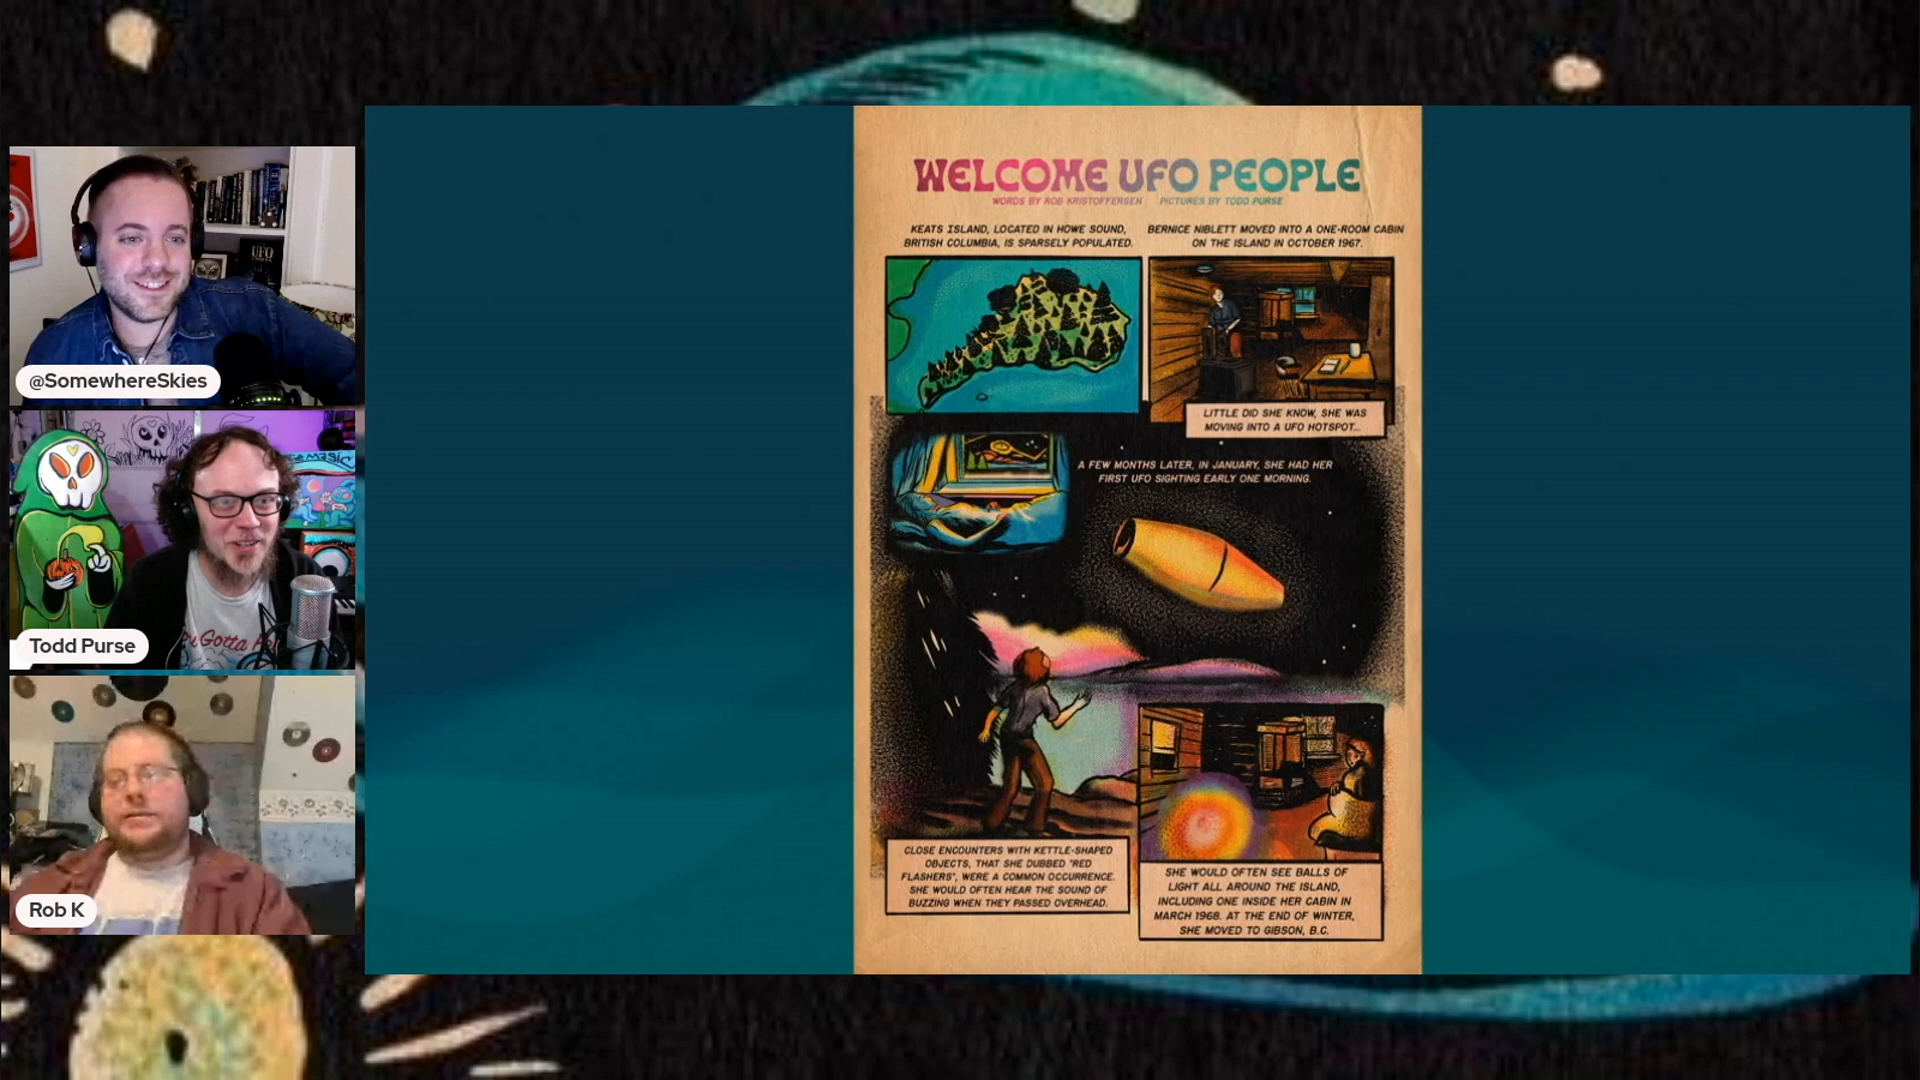 @SomewhereSkies
UFO
Todd Purse
Gotta
Rob K
WELCOME UFO PEOPLE
WORDS BY ROB KRISTOFFERSEN PICTURES BY TODD PURSE
KEATS ISLAND, LOCATED IN HOWE SOUND,
BRITISH COLUMBIA, IS SPARSELY POPULATED.
BERNICE NIBLETT MOVED INTO A ONE-ROOM CABIN
ON THE ISLAND IN OCTOBER 1967.
LITTLE DID SHE KNOW, SHE WAS
MOVING INTO A UFO HOTSPOT...
A FEW MONTHS LATER, IN JANUARY, SHE HAD HER
FIRST UFO SIGHTING EARLY ONE MORNING.
CLOSE ENCOUNTERS WITH KETTLE-SHAPED
OBJECTS, THAT SHE DUBBED "RED
FLASHERS", WERE A COMMON OCCURRENCE.
SHE WOULD OFTEN HEAR THE SOUND OF
BUZZING WHEN THEY PASSED OVERHEAD.
SHE WOULD OFTEN SEE BALLS OF
LIGHT ALL AROUND THE ISLAND,
INCLUDING ONE INSIDE HER CABIN IN
MARCH 1968. AT THE END OF WINTER,
SHE MOVED TO GIBSON, B.C.